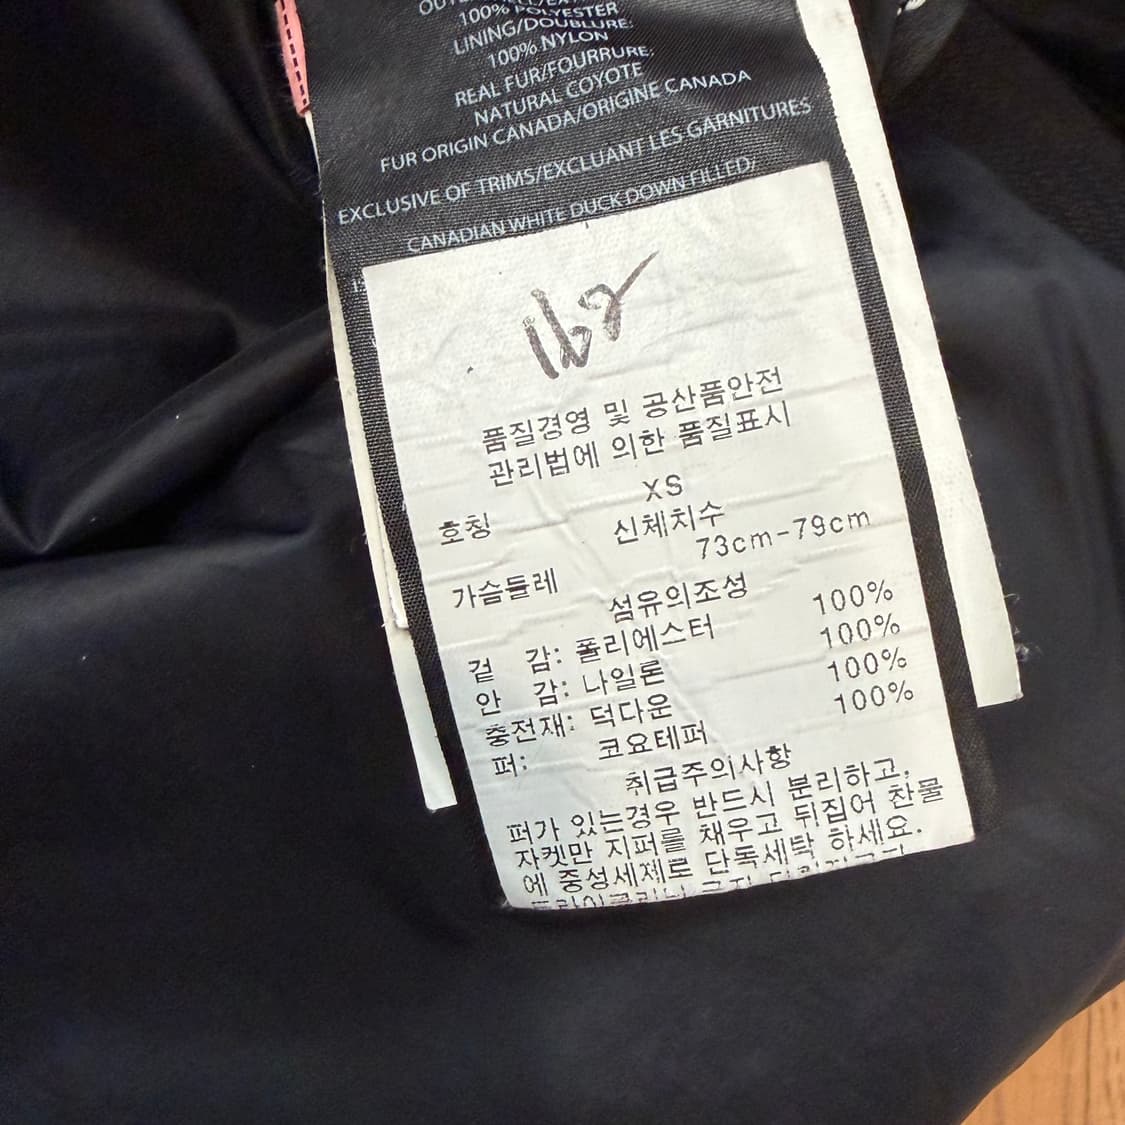 100% POLYESTER
LINING/DOUBLURE:
100% NYLON
REAL FUR/FOURRURE:
NATURAL COYOTE
FUR ORIGIN CANADA/ORIGINE CANADA
EXCLUSIVE OF TRIMS/EXCLUANT LES GARNITURES
CANADIAN WHITE DUCK DOWN FILLED/
품질경영 및 공산품안전
관리법에 의한 품질표시
호칭 XS
신체치수
가슴둘레 73cm-79cm
섬유의조성
겉 감: 폴리에스터 100%
안 감: 나일론 100%
충전재: 덕다운 100%
퍼: 코요테퍼 100%
취급주의사항
퍼가 있는경우 반드시 분리하고,
자켓만 지퍼를 채우고 뒤집어 찬물
에 중성세제로 단독세탁 하세요.